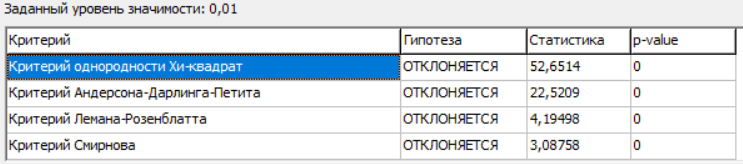 Заданный уровень значимости: 0,01
Критерий Гипотеза Статистика p-value
Критерий однородности Хи-квадрат ОТКЛОНЯЕТСЯ 52,6514 0
Критерий Андерсона-Дарлинга-Петита ОТКЛОНЯЕТСЯ 22,5209 0
Критерий Лемана-Розенблатта ОТКЛОНЯЕТСЯ 4,19498 0
Критерий Смирнова ОТКЛОНЯЕТСЯ 3,08758 0